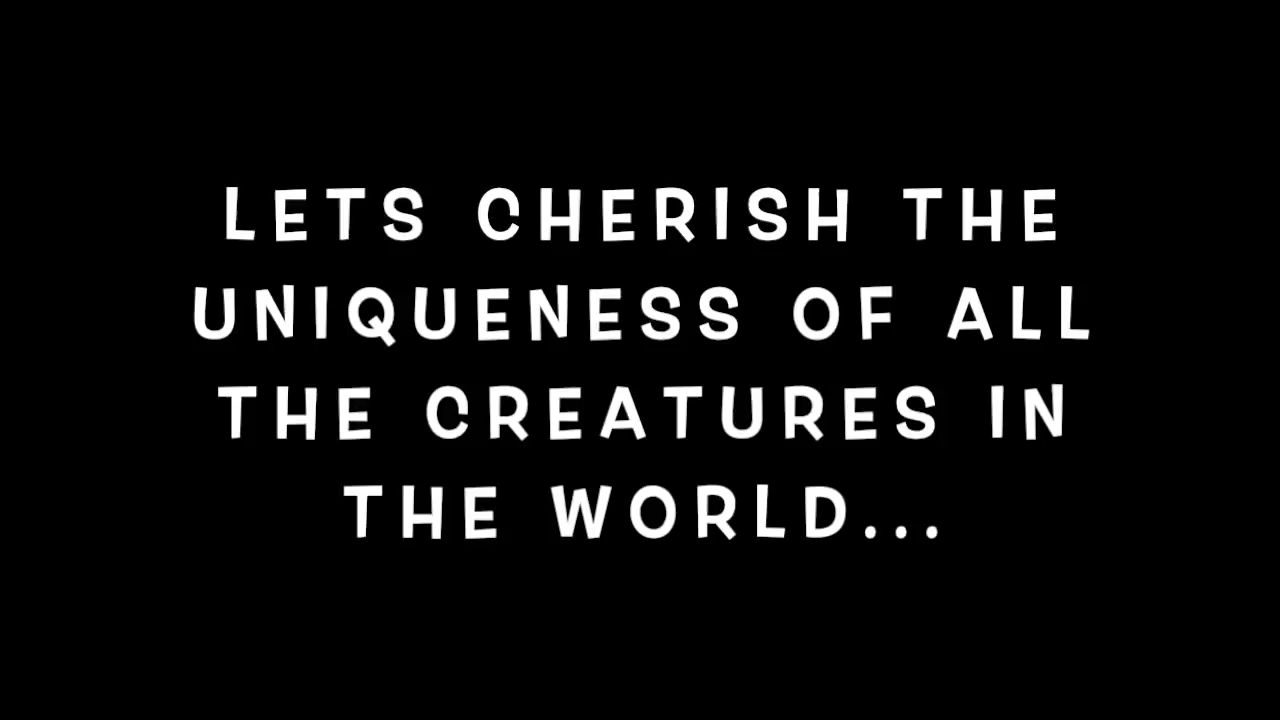 LETS CHERISH THE
UNIQUENESS OF ALL
THE CREATURES IN
THE WORLD...